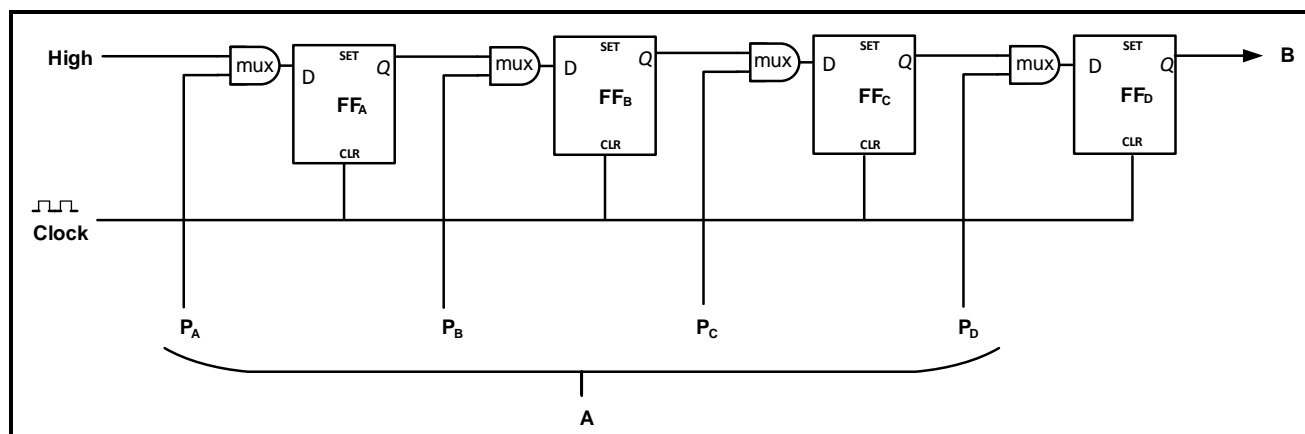 High
mux
D
SET
Q
FFA
CLR
mux
D
SET
Q
FFB
CLR
mux
D
SET
Q
FFC
CLR
mux
D
SET
Q
FFD
CLR
B
Clock
PA
PB
PC
PD
A